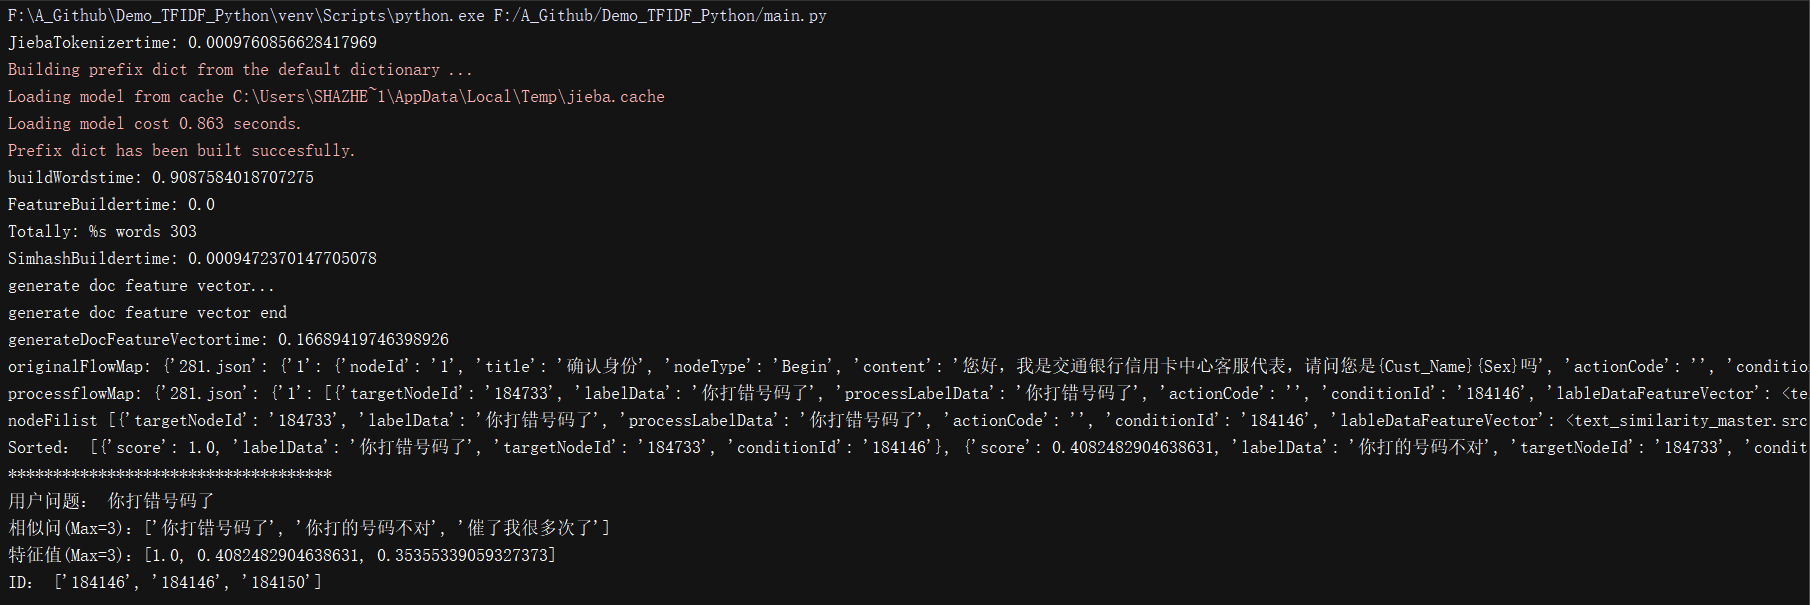 F:\A_Github\Demo_TFIDF_Python\venv\Scripts\python.exe F:/A_Github/Demo_TFIDF_Python/main.py
JiebaTokenizertime: 0.0009760856628417969
Building prefix dict from the default dictionary ...
Loading model from cache C:\Users\SHAZHE~1\AppData\Local\Temp\jieba.cache
Loading model cost 0.863 seconds.
Prefix dict has been built succesfully.
buildWordstime: 0.9087584018707275
FeatureBuildertime: 0.0
Totally: %s words 303
SimhashBuildertime: 0.0009472370147705078
generate doc feature vector...
generate doc feature vector end
generateDocFeatureVectortime: 0.16689419746398926
originalFlowMap: {'281.json': {'1': {'nodeId': '1', 'title': '确认身份', 'nodeType': 'Begin', 'content': '您好，我是交通银行信用卡中心客服代表，请问您是{Cust_Name}{Sex}吗', 'actionCode': '', 'conditio
processflowMap: {'281.json': {'1': [{'targetNodeId': '184733', 'labelData': '你打错号码了', 'processLabelData': '你打错号码了', 'actionCode': '', 'conditionId': '184146', 'lableDataFeatureVector': <te
nodeFilist [{'targetNodeId': '184733', 'labelData': '你打错号码了', 'processLabelData': '你打错号码了', 'actionCode': '', 'conditionId': '184146', 'lableDataFeatureVector': <text_similarity_master.src
Sorted： [{'score': 1.0, 'labelData': '你打错号码了', 'targetNodeId': '184733', 'conditionId': '184146'}, {'score': 0.4082482904638631, 'labelData': '你打的号码不对', 'targetNodeId': '184733', 'condit
************************************
用户问题： 你打错号码了
相似问(Max=3)：['你打错号码了', '你打的号码不对', '催了我很多次了']
特征值(Max=3)：[1.0, 0.4082482904638631, 0.35355339059327373]
ID： ['184146', '184146', '184150']